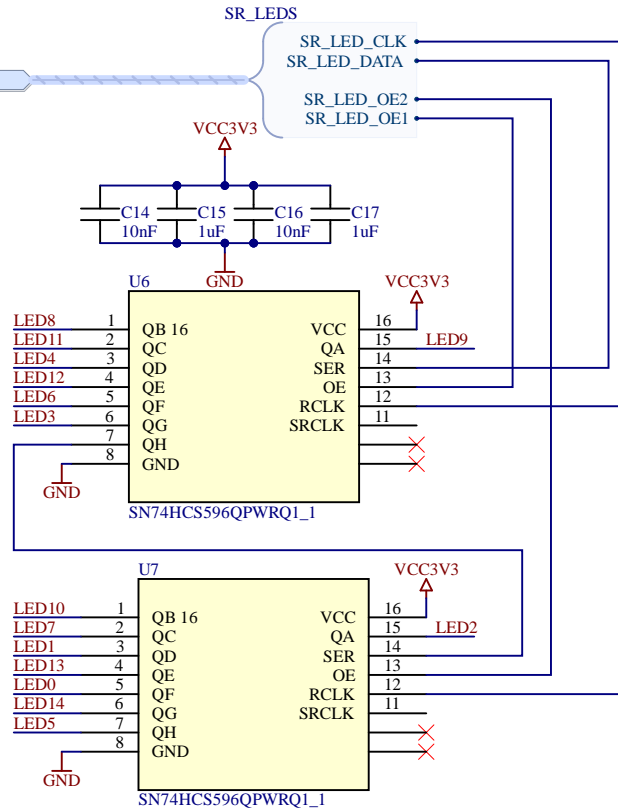 SR_LEDS
SR_LED_CLK
SR_LED_DATA
SR_LED_OE2
SR_LED_OE1
VCC3V3
C14
10nF
C15
1uF
C16
10nF
C17
1uF
GND
U6
VCC3V3
LED8 1 QB 16 VCC 16
LED11 2 QC QA 15 LED9
LED4 3 QD SER 14
LED12 4 QE OE 13
LED6 5 QF RCLK 12
LED3 6 QG SRCLK 11
7 QH
8 GND
GND
SN74HCS596QPWRQ1_1
U7
VCC3V3
LED10 1 QB 16 VCC 16
LED7 2 QC QA 15 LED2
LED1 3 QD SER 14
LED13 4 QE OE 13
LED0 5 QF RCLK 12
LED14 6 QG SRCLK 11
LED5 7 QH
8 GND
GND
SN74HCS596QPWRQ1_1